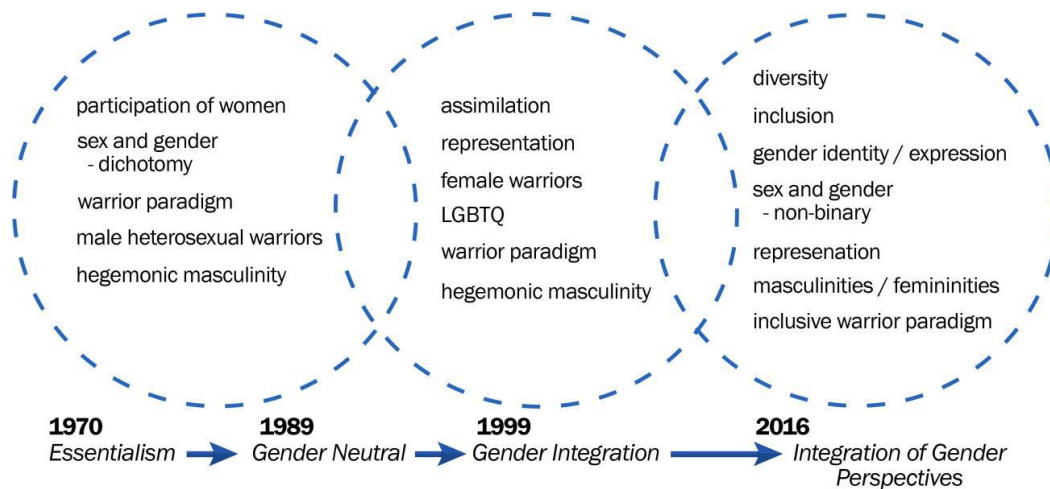 participation of women
sex and gender
- dichotomy
warrior paradigm
male heterosexual warriors
hegemonic masculinity
assimilation
representation
female warriors
LGBTQ
warrior paradigm
hegemonic masculinity
diversity
inclusion
gender identity / expression
sex and gender
- non-binary
represenation
masculinities / femininities
inclusive warrior paradigm
1970
Essentialism
1989
Gender Neutral
1999
Gender Integration
2016
Integration of Gender
Perspectives